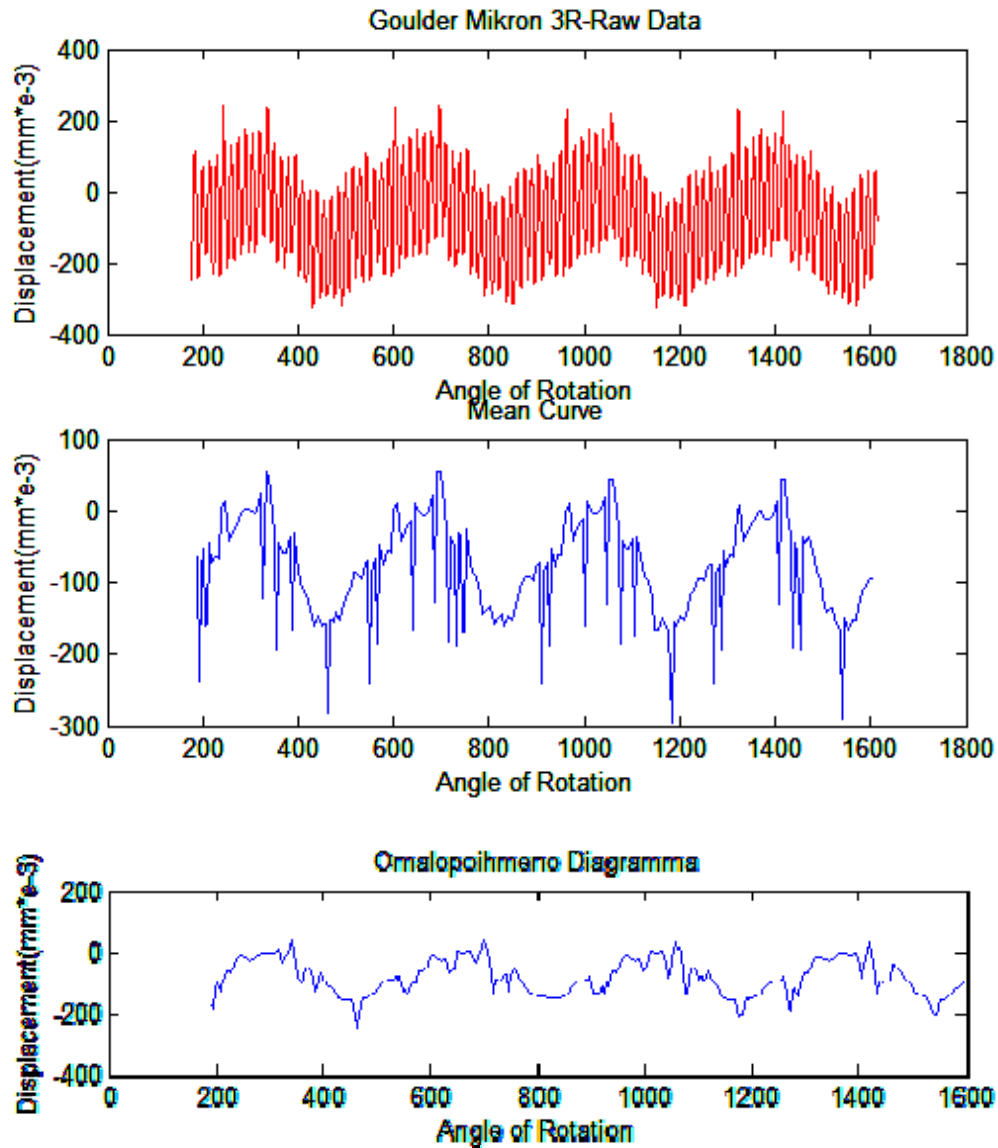 Goulder Mikron 3R-Raw Data
Displacement(mm*e-3)
400
200
0
-200
-400
0 200 400 600 800 1000 1200 1400 1600 1800
Angle of Rotation
Mean Curve
Displacement(mm*e-3)
100
0
-100
-200
-300
0 200 400 600 800 1000 1200 1400 1600 1800
Angle of Rotation
Omalopoihmeno Diagramma
Displacement(mm*e-3)
200
0
-200
-400
0 200 400 600 800 1000 1200 1400 1600
Angle of Rotation